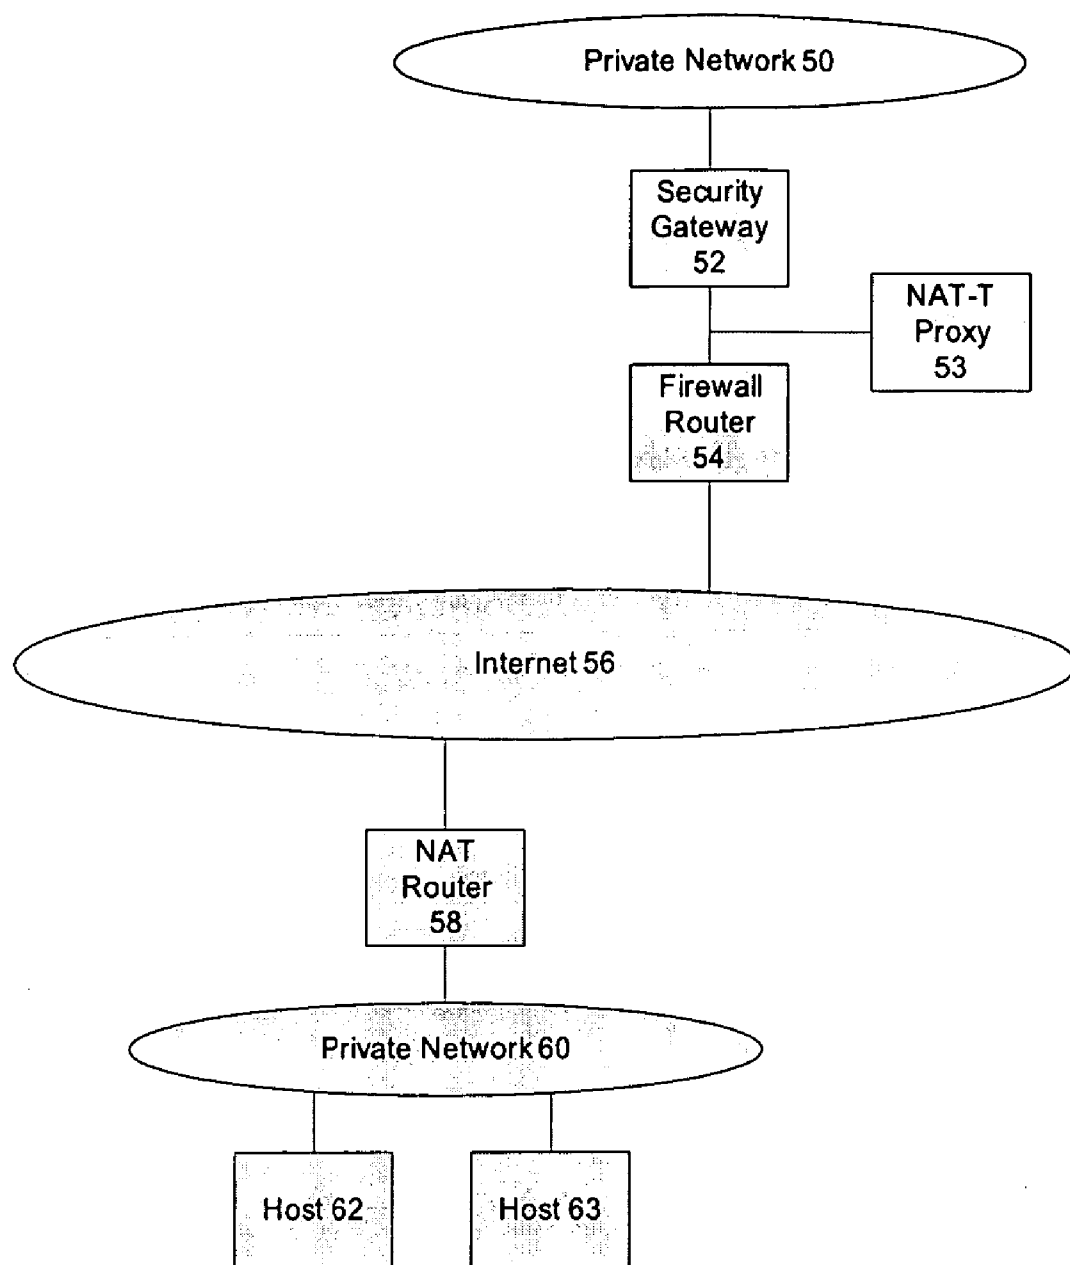 Private Network 50
Security
Gateway
52
NAT-T
Proxy
53
Firewall
Router
54
Internet 56
NAT
Router
58
Private Network 60
Host 62
Host 63